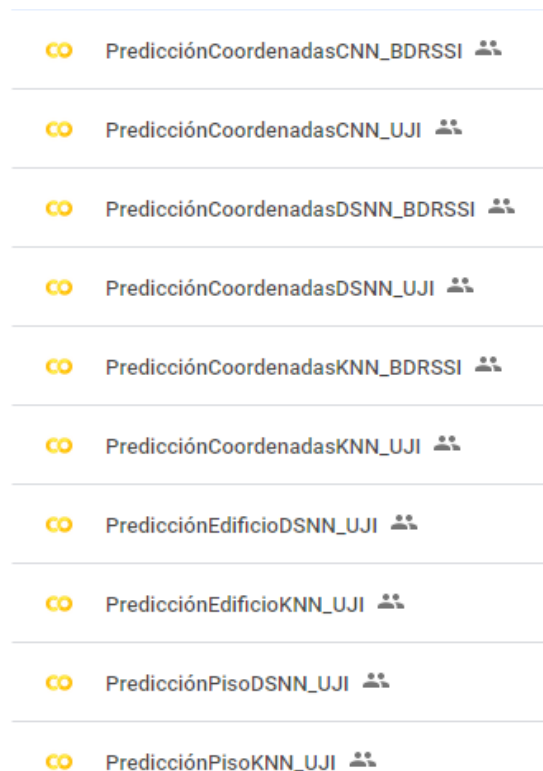 PredicciónCoordenadasCNN_BDRSSI
PredicciónCoordenadasCNN_UJI
PredicciónCoordenadasDSNN_BDRSSI
PredicciónCoordenadasDSNN_UJI
PredicciónCoordenadasKNN_BDRSSI
PredicciónCoordenadasKNN_UJI
PredicciónEdificioDSNN_UJI
PredicciónEdificioKNN_UJI
PredicciónPisoDSNN_UJI
PredicciónPisoKNN_UJI